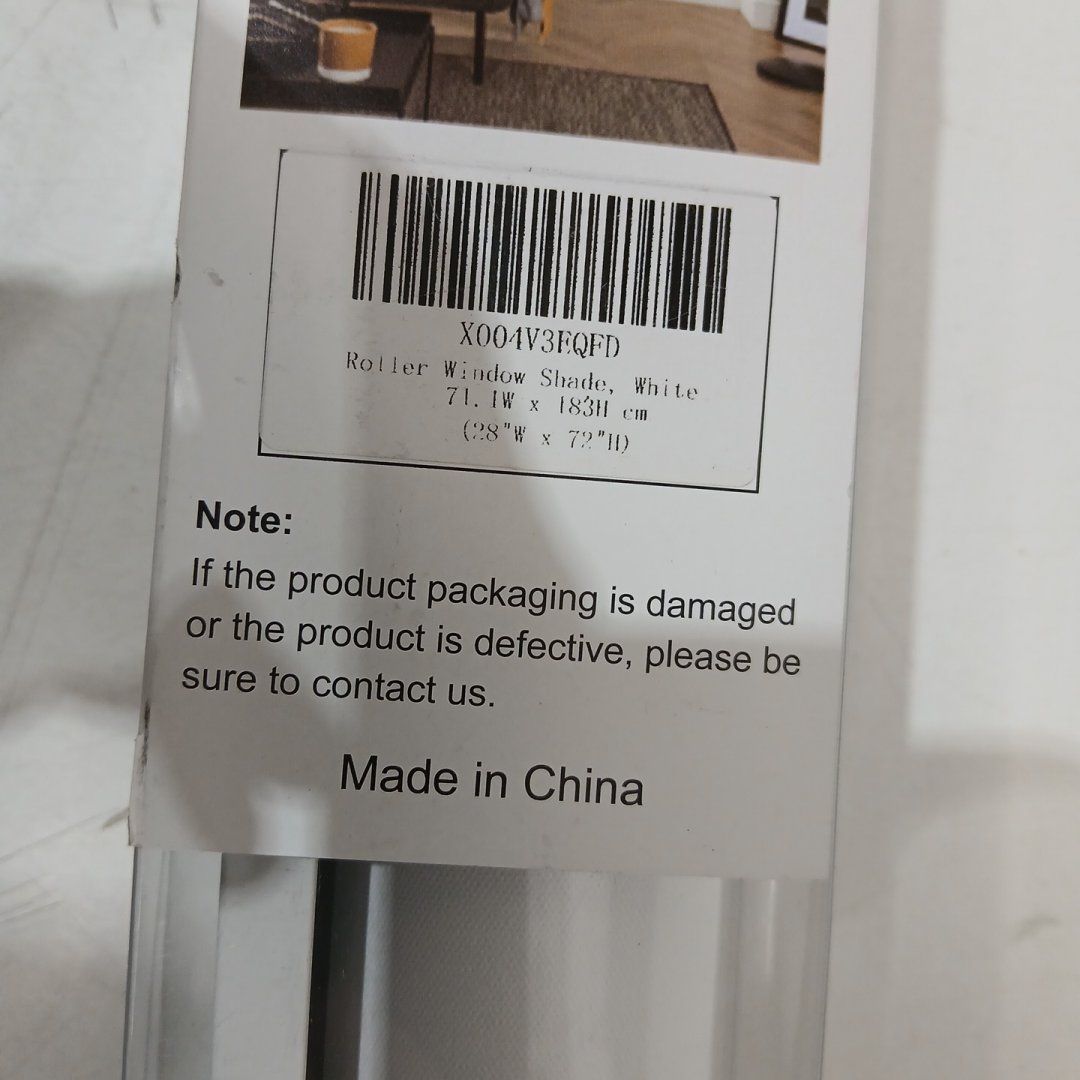 X004V3EQFD
Roller Window Shade, White
71.1W x 183H cm
(28"W x 72"H)
Note:
If the product packaging is damaged
or the product is defective, please be
sure to contact us.
Made in China